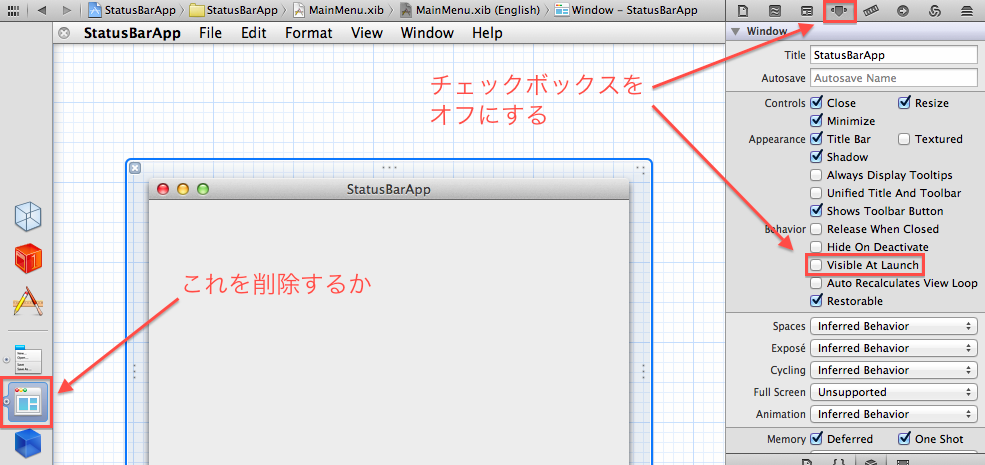 StatusBarApp
StatusBarApp
MainMenu.xib
MainMenu.xib (English)
Window – StatusBarApp
StatusBarApp File Edit Format View Window Help
チェックボックスを
オフにする
StatusBarApp
これを削除するか
Window
Title StatusBarApp
Autosave Autosave Name
Controls Close Resize
Minimize
Appearance Title Bar Textured
Shadow
Always Display Tooltips
Unified Title And Toolbar
Shows Toolbar Button
Behavior Release When Closed
Hide On Deactivate
Visible At Launch
Auto Recalculates View Loop
Restorable
Spaces Inferred Behavior
Exposé Inferred Behavior
Cycling Inferred Behavior
Full Screen Unsupported
Animation Inferred Behavior
Memory Deferred One Shot